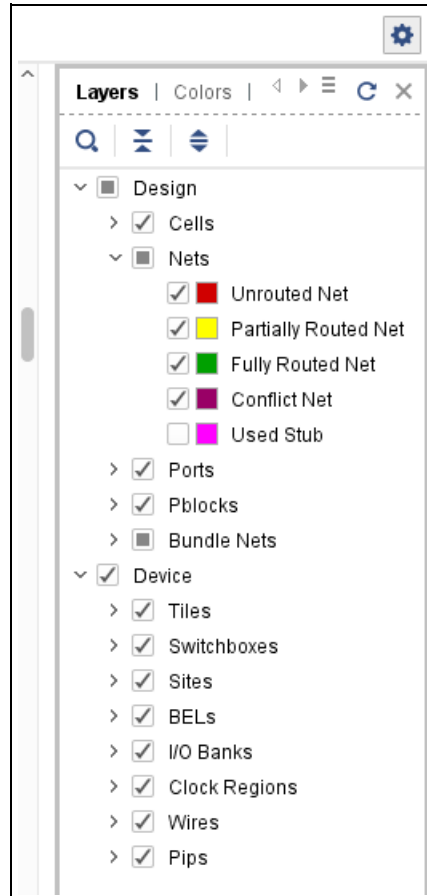 Layers | Colors |
Design
Cells
Nets
Unrouted Net
Partially Routed Net
Fully Routed Net
Conflict Net
Used Stub
Ports
Pblocks
Bundle Nets
Device
Tiles
Switchboxes
Sites
BELs
I/O Banks
Clock Regions
Wires
Pips